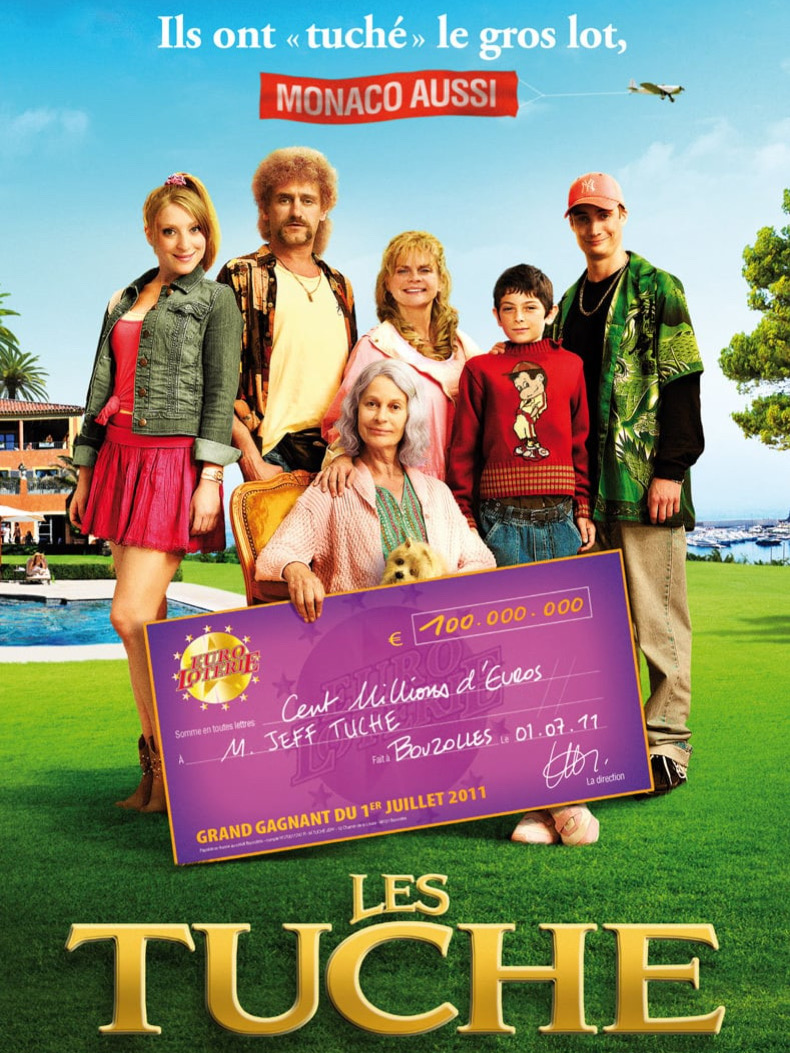 Ils ont « tuché » le gros lot,
MONACO AUSSI
NY
EURO
LOTERIE
€ 100.000.000
Somme en toutes lettres Cent Millions d'Euros
À M. JEFF TUCHE
Fait à BOUZOLLES Le 01.07.11
La direction
GRAND GAGNANT DU 1ER JUILLET 2011
LES
TUCHE